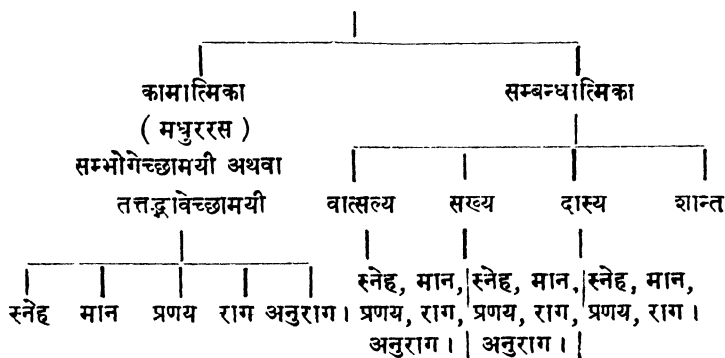 कामात्मिका सम्बन्धात्मिका
( मधुररस )
सम्भोगेच्छामयी अथवा
तत्तद्भावेच्छामयी वात्सल्य सख्य दास्य शान्त
स्नेह, मान, स्नेह, मान, स्नेह, मान,
स्नेह मान प्रणय राग अनुराग। प्रणय, राग, प्रणय, राग, प्रणय, राग।
अनुराग। अनुराग।